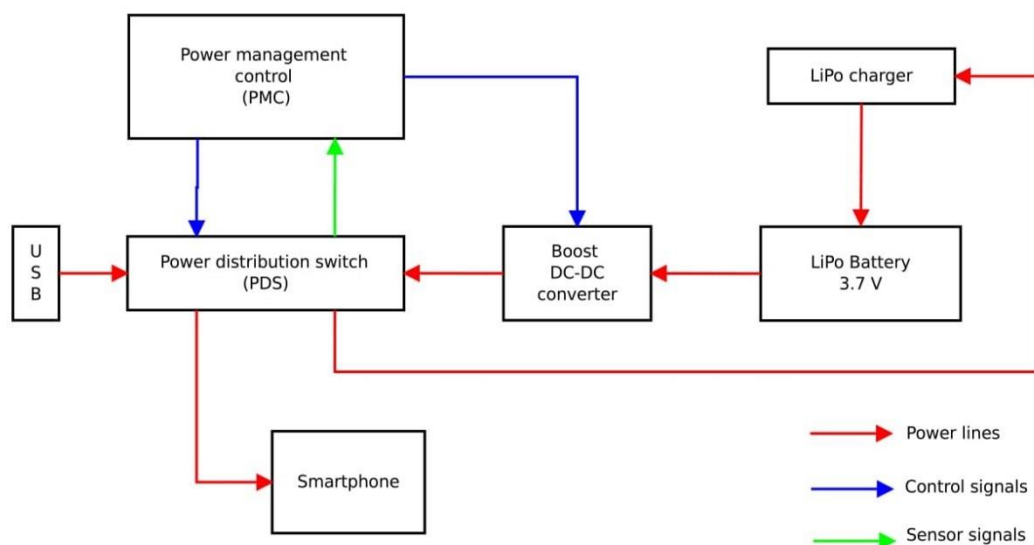 Power management
control
(PMC)
LiPo charger
U
S
B
Power distribution switch
(PDS)
Boost
DC-DC
converter
LiPo Battery
3.7 V
Smartphone
Power lines
Control signals
Sensor signals